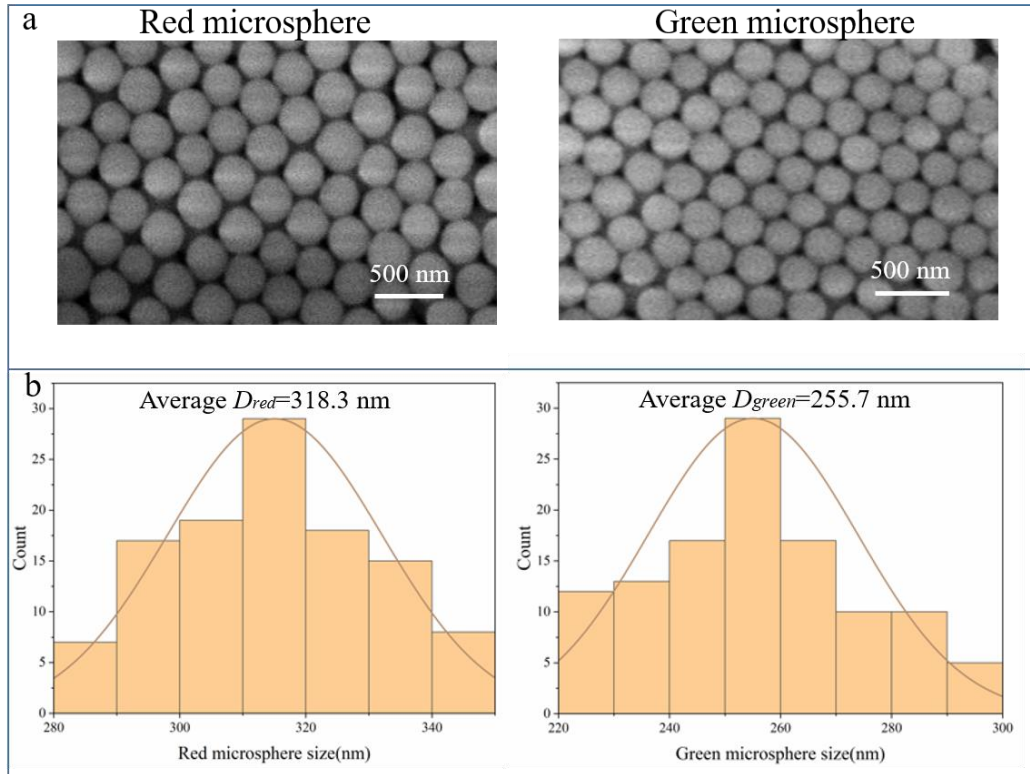 a
Red microsphere
Green microsphere
500 nm
500 nm
b
Average Dred=318.3 nm
30
25
20
15
10
5
0
Count
280
300
320
340
Red microsphere size(nm)
Average Dgreen=255.7 nm
30
25
20
15
10
5
0
Count
220
240
260
280
300
Green microsphere size(nm)